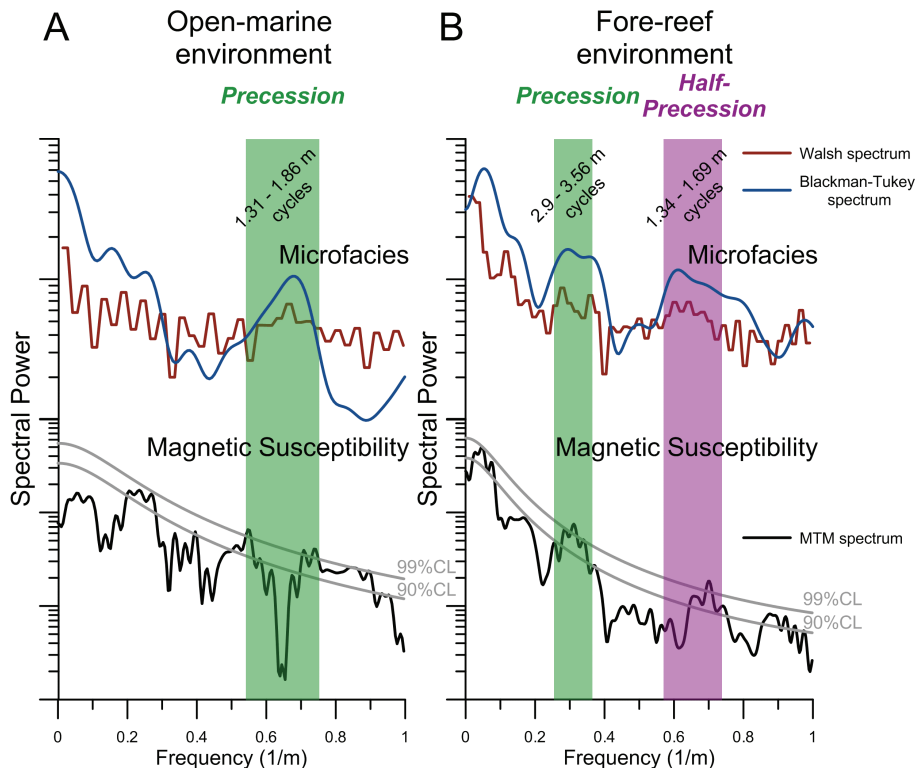 A
Open-marine
environment
Precession
1.31 - 1.86 m
cycles
Microfacies
Magnetic Susceptibility
99%CL
90%CL
Spectral Power
0
0.2
0.4
0.6
0.8
1
Frequency (1/m)
B
Fore-reef
environment
Precession
Half-
Precession
2.9 - 3.56 m
cycles
1.34 - 1.69 m
cycles
Microfacies
Magnetic Susceptibility
99%CL
90%CL
Spectral Power
0
0.2
0.4
0.6
0.8
1
Frequency (1/m)
Walsh spectrum
Blackman-Tukey
spectrum
MTM spectrum